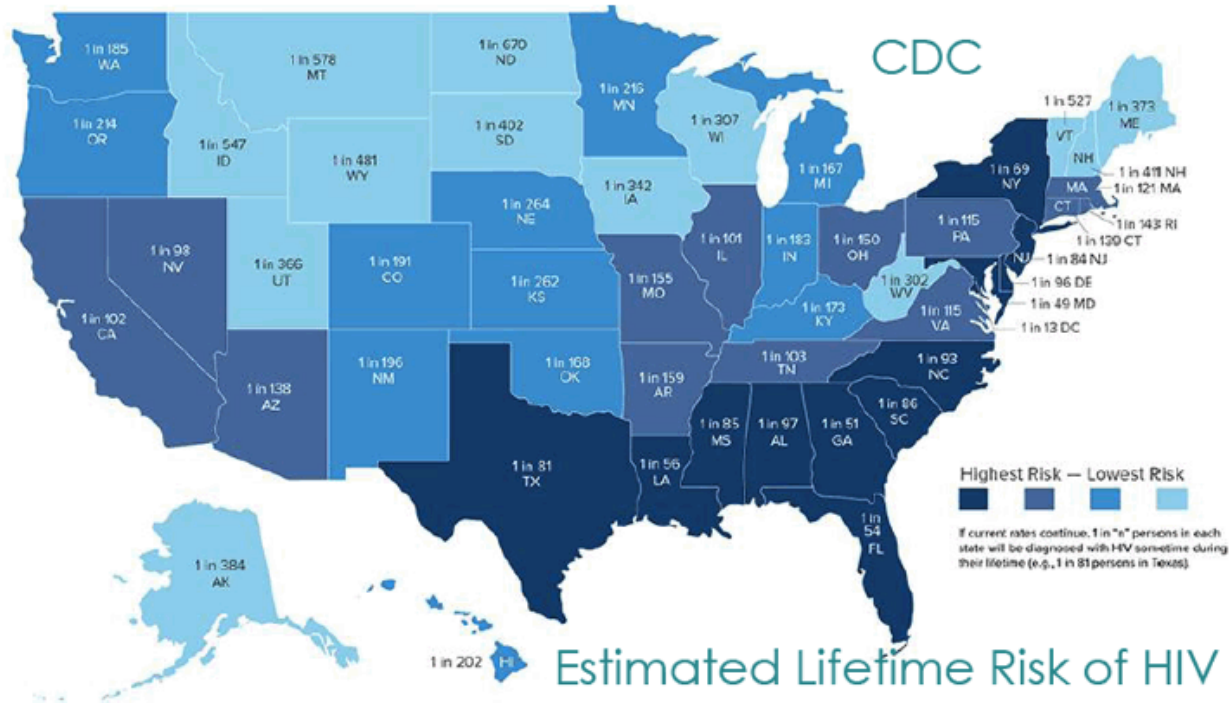 CDC
1 in 185
WA
1 in 214
OR
1 in 578
MT
1 in 547
ID
1 in 481
WY
1 in 670
ND
1 in 402
SD
1 in 216
MN
1 in 307
WI
1 in 342
IA
1 in 264
NE
1 in 167
MI
1 in 98
NV
1 in 366
UT
1 in 191
CO
1 in 262
KS
1 in 102
CA
1 in 138
AZ
1 in 196
NM
1 in 168
OK
1 in 155
MO
1 in 159
AR
1 in 101
IL
1 in 183
IN
1 in 150
OH
1 in 173
KY
1 in 302
WV
1 in 115
PA
1 in 115
VA
1 in 69
NY
1 in 527
VT
1 in 373
ME
NH
1 in 411 NH
MA
1 in 121 MA
CT
1 in 143 RI
1 in 139 CT
NJ
1 in 84 NJ
1 in 96 DE
1 in 49 MD
1 in 13 DC
1 in 103
TN
1 in 93
NC
1 in 86
SC
1 in 81
TX
1 in 56
LA
1 in 85
MS
1 in 97
AL
1 in 51
GA
1 in
54
FL
1 in 384
AK
1 in 202
HI
Highest Risk — Lowest Risk
If current rates continue, 1 in "n" persons in each
state will be diagnosed with HIV sometime during
their lifetime (e.g., 1 in 81 persons in Texas).
Estimated Lifetime Risk of HIV